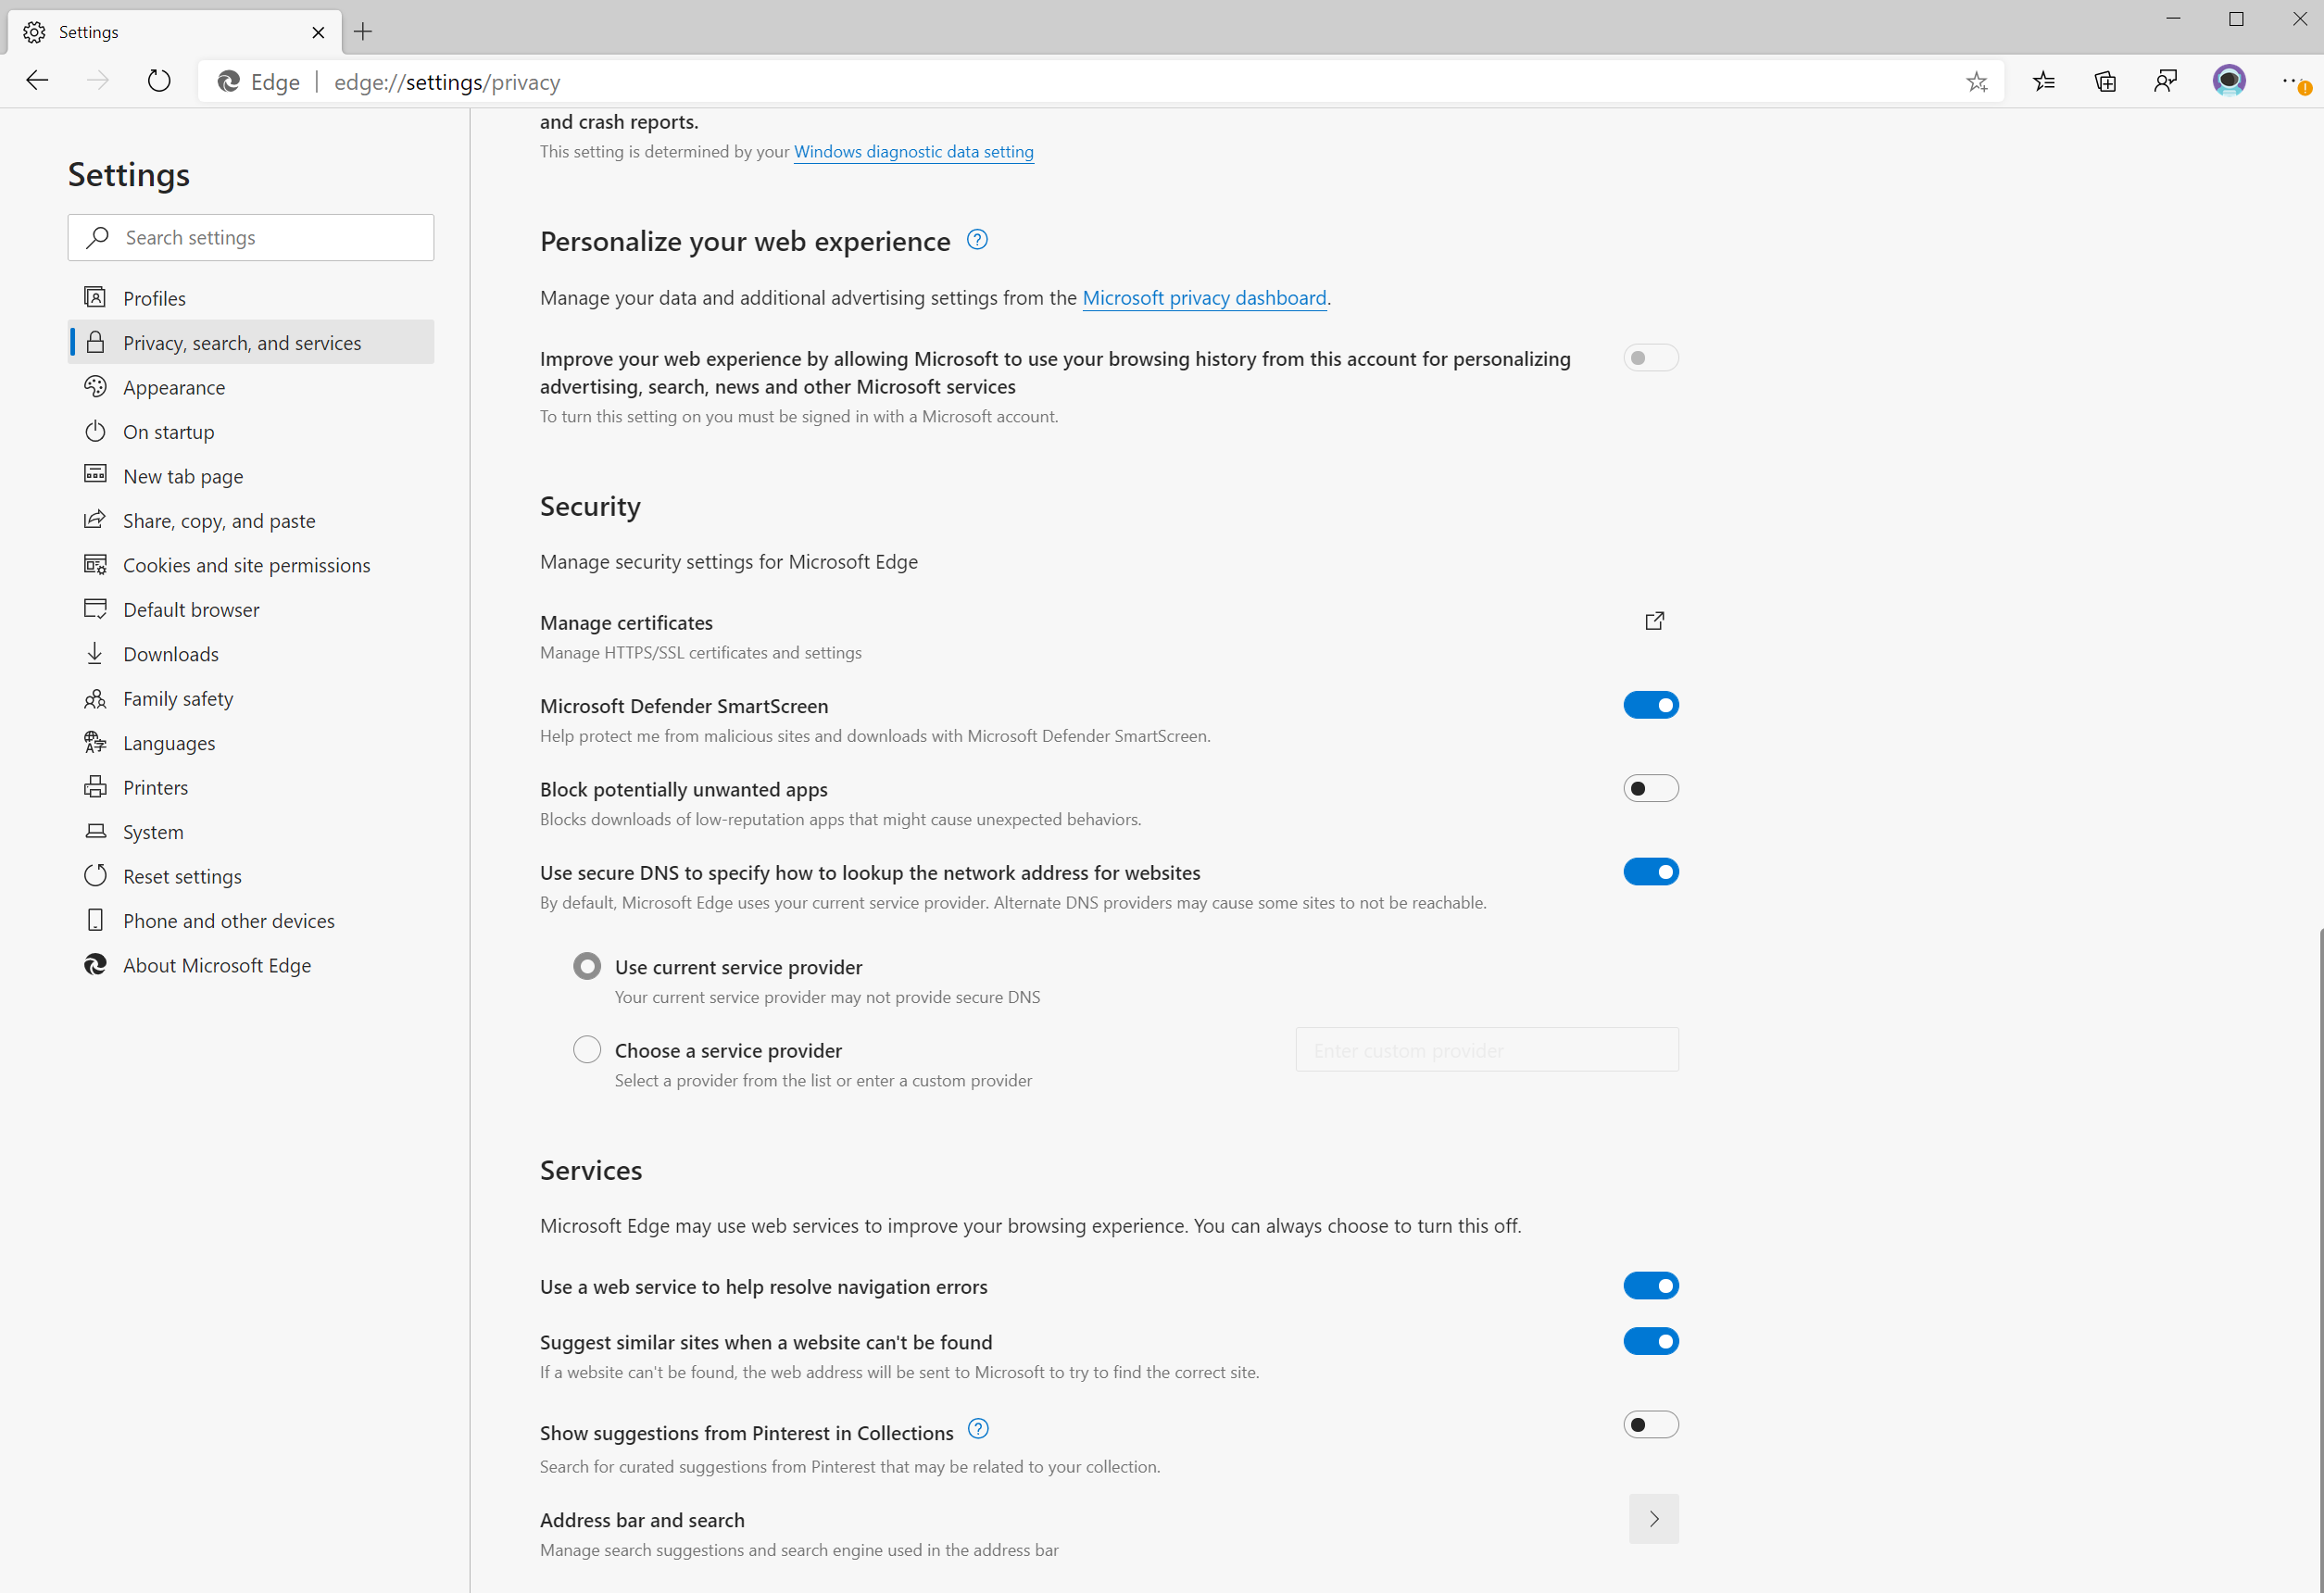 Settings
Edge
edge://settings/privacy
Settings
Search settings
Profiles
Privacy, search, and services
Appearance
On startup
New tab page
Share, copy, and paste
Cookies and site permissions
Default browser
Downloads
Family safety
Languages
Printers
System
Reset settings
Phone and other devices
About Microsoft Edge
and crash reports.
This setting is determined by your Windows diagnostic data setting
Personalize your web experience
Manage your data and additional advertising settings from the Microsoft privacy dashboard.
Improve your web experience by allowing Microsoft to use your browsing history from this account for personalizing
advertising, search, news and other Microsoft services
To turn this setting on you must be signed in with a Microsoft account.
Security
Manage security settings for Microsoft Edge
Manage certificates
Manage HTTPS/SSL certificates and settings
Microsoft Defender SmartScreen
Help protect me from malicious sites and downloads with Microsoft Defender SmartScreen.
Block potentially unwanted apps
Blocks downloads of low-reputation apps that might cause unexpected behaviors.
Use secure DNS to specify how to lookup the network address for websites
By default, Microsoft Edge uses your current service provider. Alternate DNS providers may cause some sites to not be reachable.
Use current service provider
Your current service provider may not provide secure DNS
Choose a service provider
Enter custom provider
Select a provider from the list or enter a custom provider
Services
Microsoft Edge may use web services to improve your browsing experience. You can always choose to turn this off.
Use a web service to help resolve navigation errors
Suggest similar sites when a website can't be found
If a website can't be found, the web address will be sent to Microsoft to try to find the correct site.
Show suggestions from Pinterest in Collections
Search for curated suggestions from Pinterest that may be related to your collection.
Address bar and search
Manage search suggestions and search engine used in the address bar